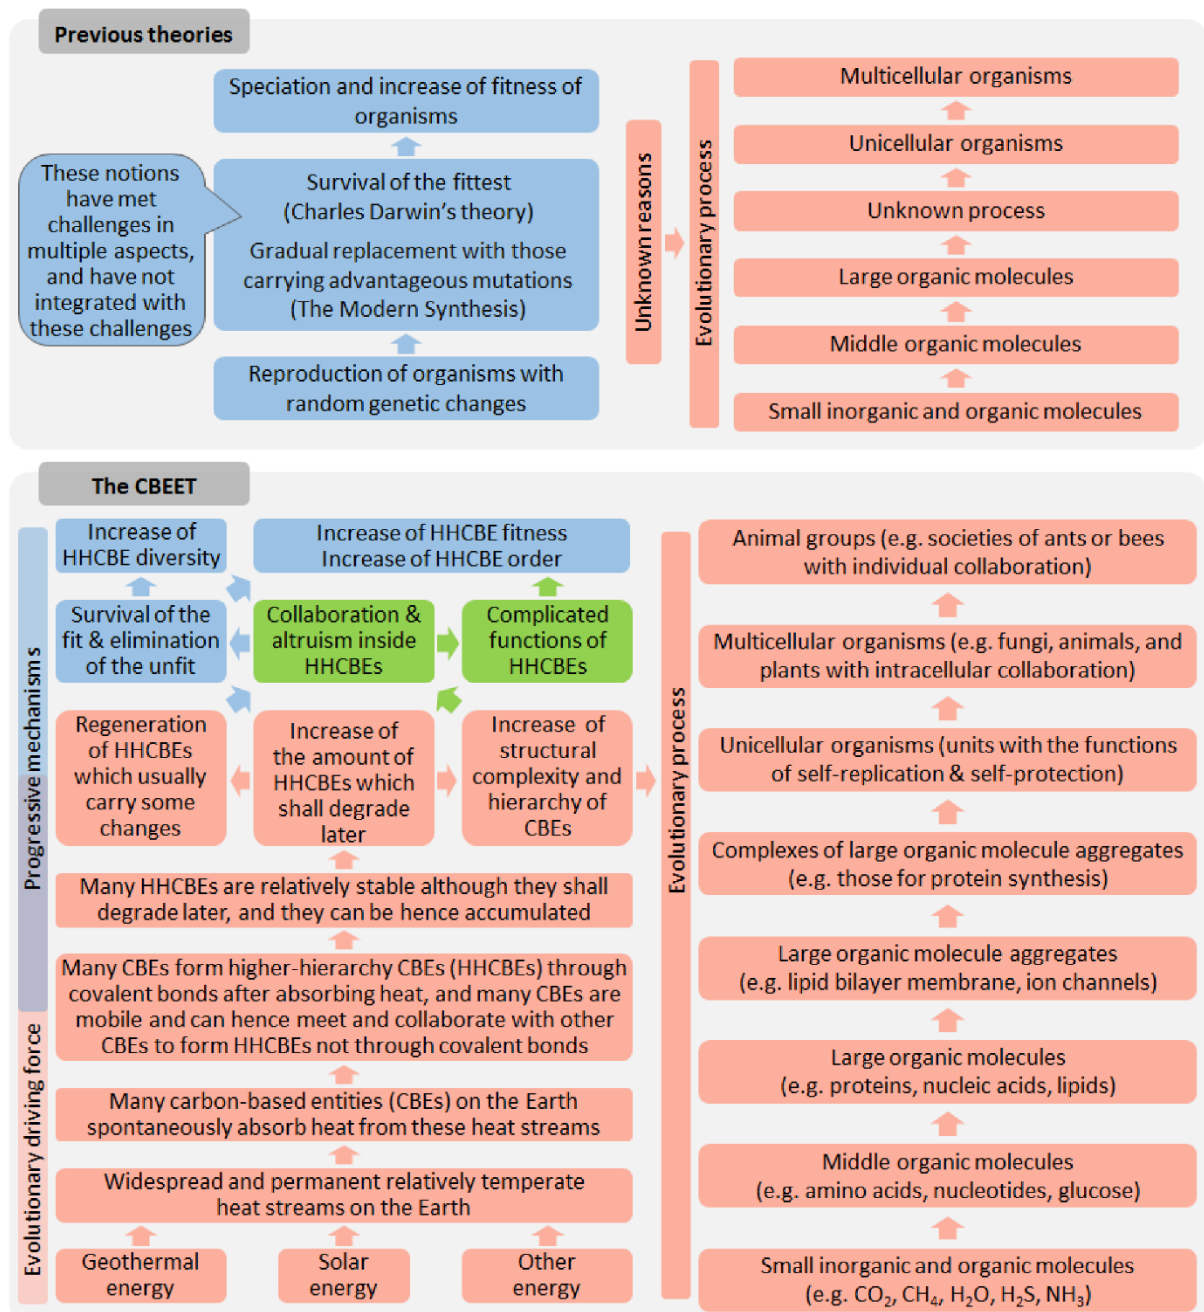 Previous theories
Speciation and increase of fitness of
organisms
These notions
have met
challenges in
multiple aspects,
and have not
integrated with
these challenges
Survival of the fittest
(Charles Darwin’s theory)
Gradual replacement with those
carrying advantageous mutations
(The Modern Synthesis)
Reproduction of organisms with
random genetic changes
Unknown reasons
Evolutionary process
Multicellular organisms
Unicellular organisms
Unknown process
Large organic molecules
Middle organic molecules
Small inorganic and organic molecules
The CBEET
Progressive mechanisms
Evolutionary driving force
Increase of
HHCBE diversity
Increase of HHCBE fitness
Increase of HHCBE order
Survival of the
fit & elimination
of the unfit
Collaboration &
altruism inside
HHCBEs
Complicated
functions of
HHCBEs
Regeneration
of HHCBEs
which usually
carry some
changes
Increase of
the amount of
HHCBEs which
shall degrade
later
Increase of
structural
complexity and
hierarchy of
CBEs
Many HHCBEs are relatively stable although they shall
degrade later, and they can be hence accumulated
Many CBEs form higher-hierarchy CBEs (HHCBEs) through
covalent bonds after absorbing heat, and many CBEs are
mobile and can hence meet and collaborate with other
CBEs to form HHCBEs not through covalent bonds
Many carbon-based entities (CBEs) on the Earth
spontaneously absorb heat from these heat streams
Widespread and permanent relatively temperate
heat streams on the Earth
Geothermal
energy
Solar
energy
Other
energy
Evolutionary process
Animal groups (e.g. societies of ants or bees
with individual collaboration)
Multicellular organisms (e.g. fungi, animals, and
plants with intracellular collaboration)
Unicellular organisms (units with the functions
of self-replication & self-protection)
Complexes of large organic molecule aggregates
(e.g. those for protein synthesis)
Large organic molecule aggregates
(e.g. lipid bilayer membrane, ion channels)
Large organic molecules
(e.g. proteins, nucleic acids, lipids)
Middle organic molecules
(e.g. amino acids, nucleotides, glucose)
Small inorganic and organic molecules
(e.g. CO₂, CH₄, H₂O, H₂S, NH₃)